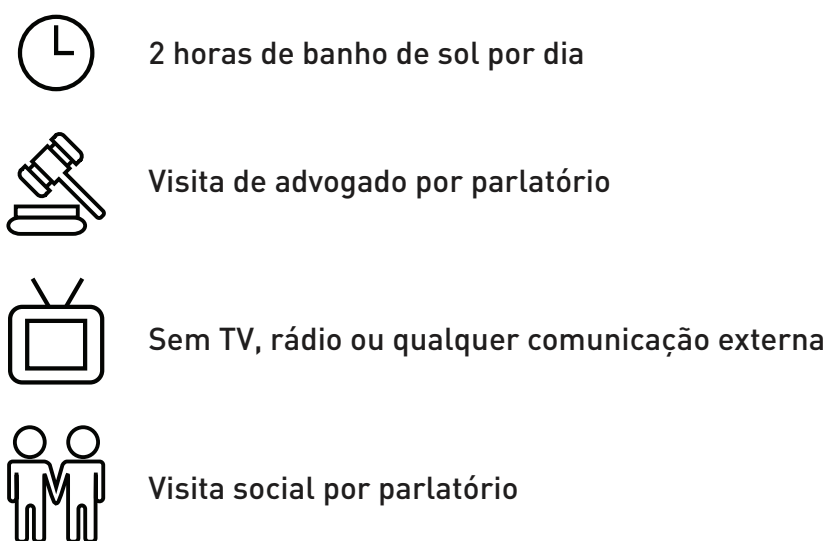 2 horas de banho de sol por dia
Visita de advogado por parlatório
Sem TV, rádio ou qualquer comunicação externa
Visita social por parlatório